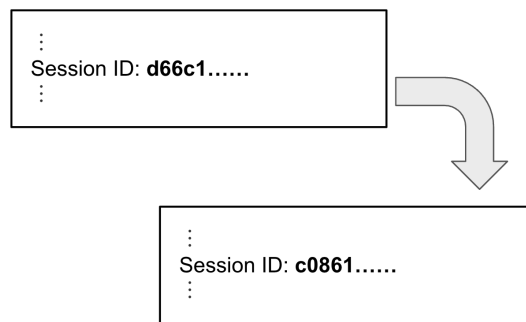 ⋮
Session ID: d66c1……
⋮
⋮
Session ID: c0861……
⋮